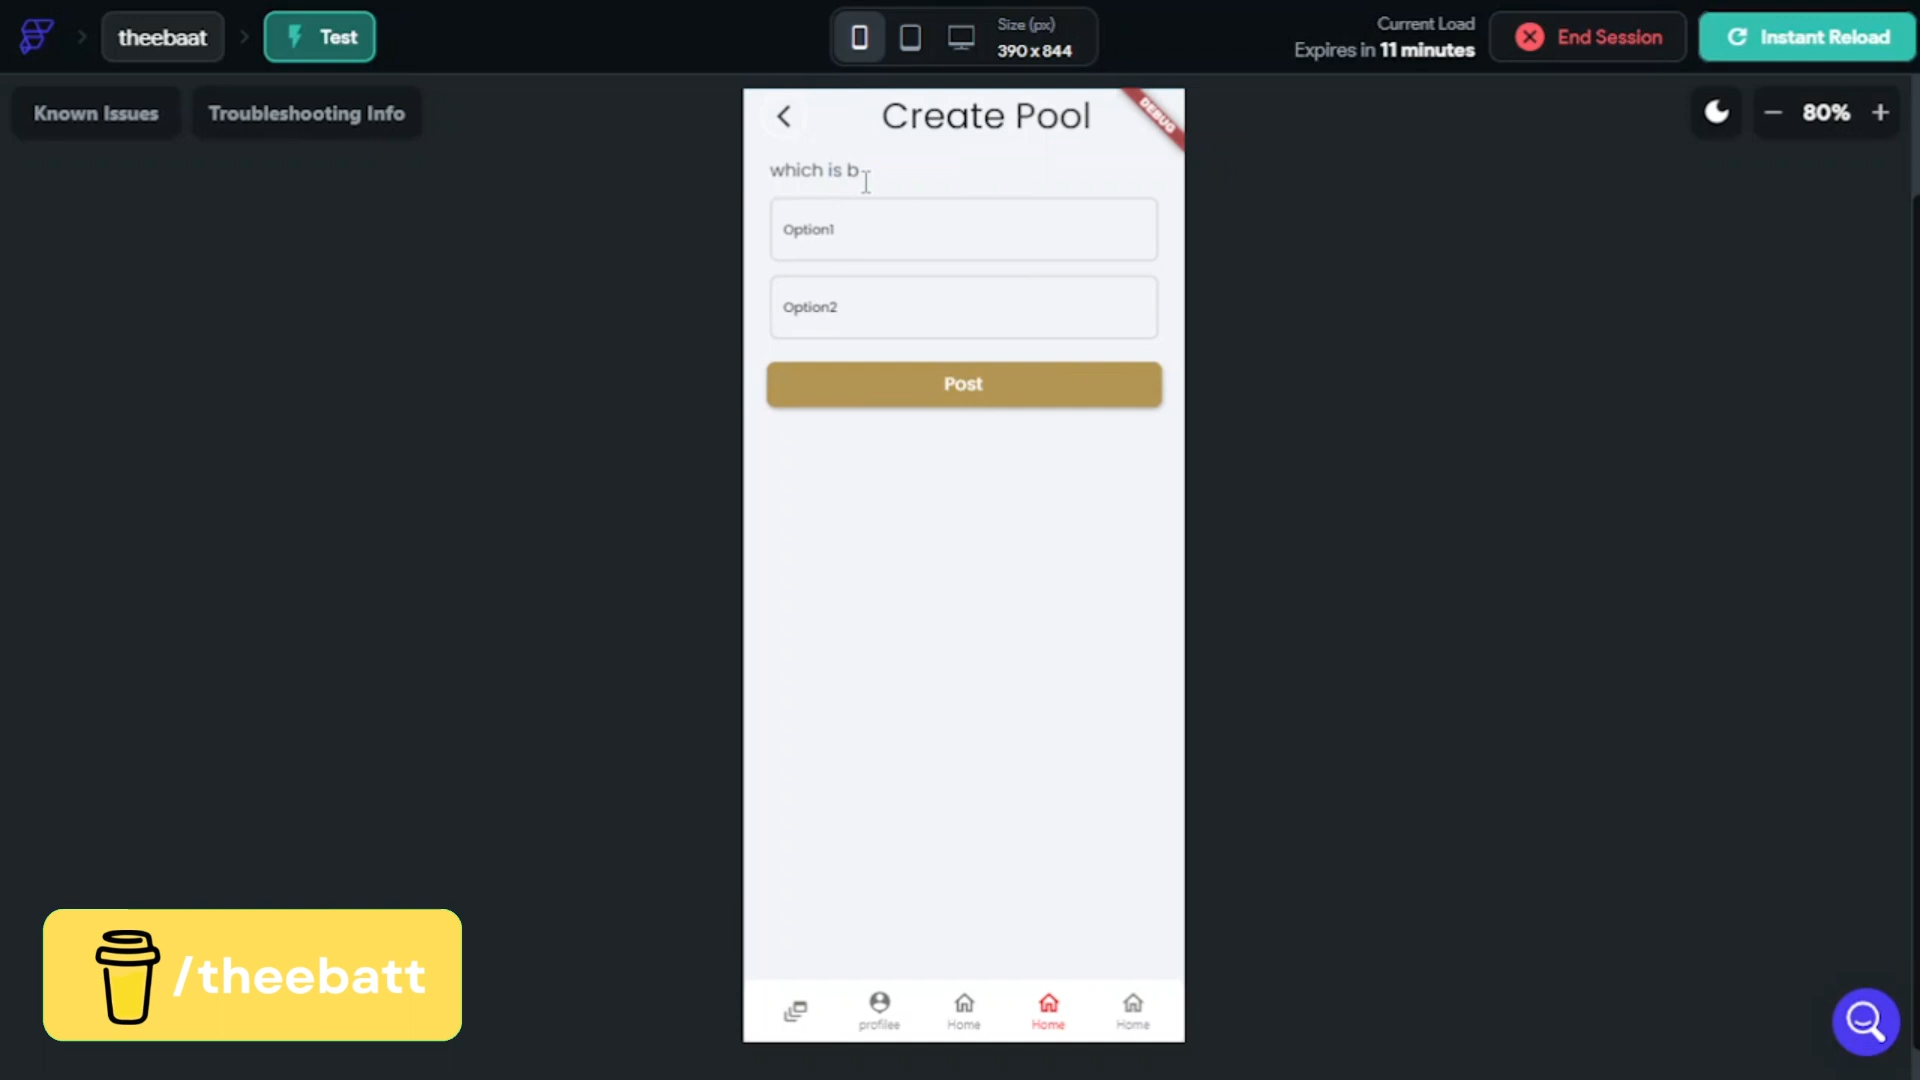 theebaat
Test
Size (px)
390 x 844
Current Load
Expires in 11 minutes
End Session
Instant Reload
Known Issues
Troubleshooting Info
80%
Create Pool
DEBUG
which is b
Option1
Option2
Post
profilee
Home
Home
Home
/theebatt